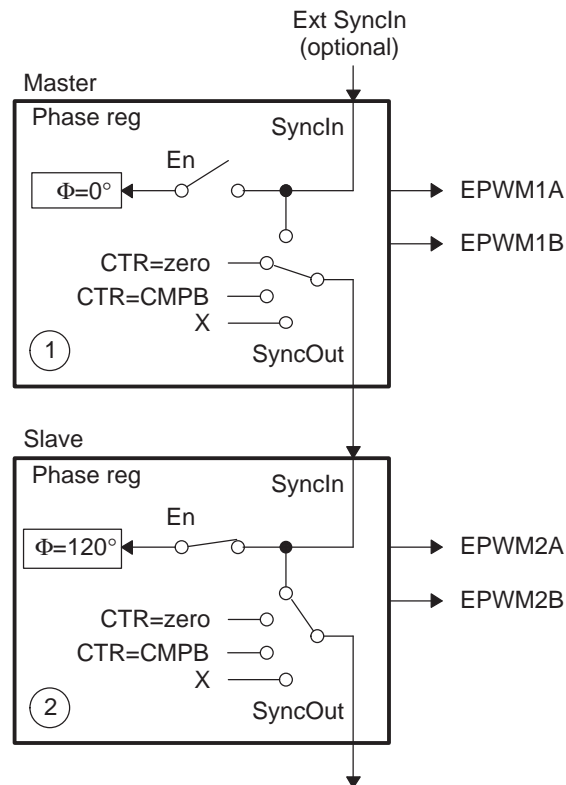 Ext SyncIn
(optional)
Master
Phase reg
SyncIn
En
Φ=0°
EPWM1A
EPWM1B
CTR=zero
CTR=CMPB
X
1
SyncOut
Slave
Phase reg
SyncIn
En
Φ=120°
EPWM2A
EPWM2B
CTR=zero
CTR=CMPB
X
2
SyncOut